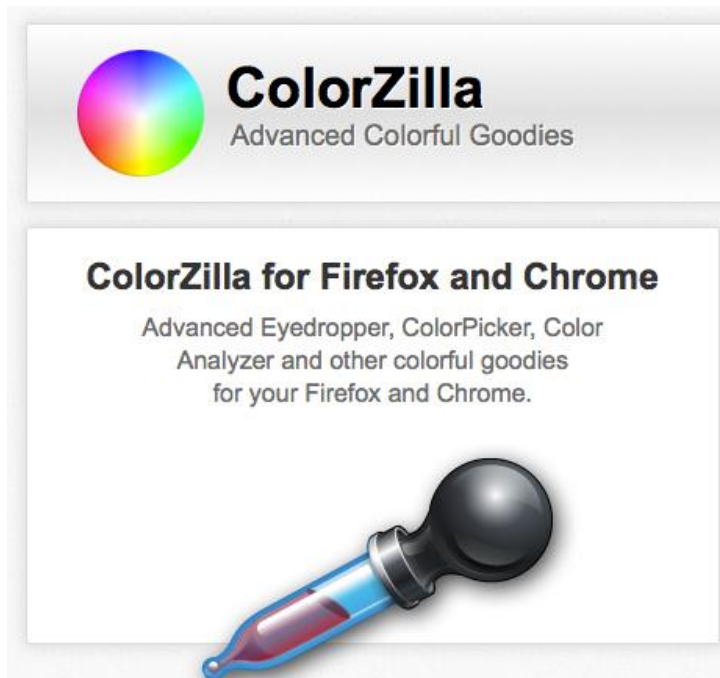 ColorZilla
Advanced Colorful Goodies
ColorZilla for Firefox and Chrome
Advanced Eyedropper, ColorPicker, Color
Analyzer and other colorful goodies
for your Firefox and Chrome.